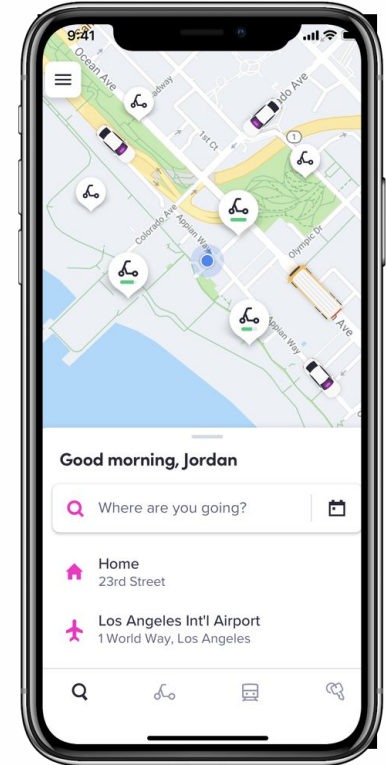 9:41
Ocean Ave
1st Ct
1
Colorado Ave
Appian Way
Olympic Dr
Appian Way
Ave
Good morning, Jordan
Where are you going?
Home
23rd Street
Los Angeles Int'l Airport
1 World Way, Los Angeles